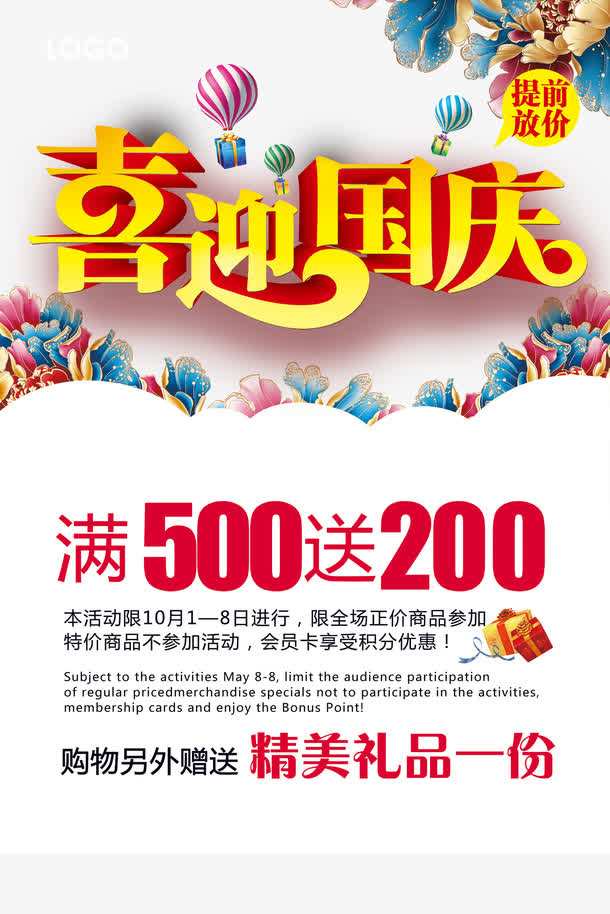 LOGO
提前
放价
喜迎国庆
满500送200
本活动限10月1—8日进行，限全场正价商品参加
特价商品不参加活动，会员卡享受积分优惠！
Subject to the activities May 8-8, limit the audience participation
of regular pricedmerchandise specials not to participate in the activities,
membership cards and enjoy the Bonus Point!
购物另外赠送 精美礼品一份